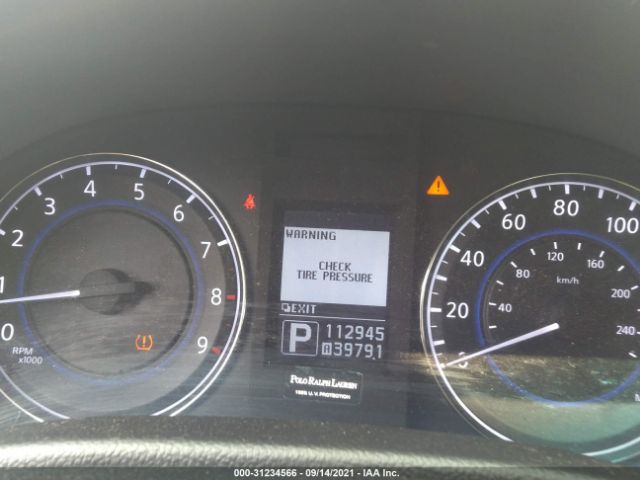 0 1 2 3 4 5 6 7 8 9
RPM
x1000
WARNING
CHECK
TIRE PRESSURE
EXIT
P 112945
A 3979.1
POLO RALPH LAUREN
100% U.V. PROTECTION
0 20 40 60 80 100
40 80 120 160 200 240
km/h
M
000-31234566 - 09/14/2021 - IAA Inc.